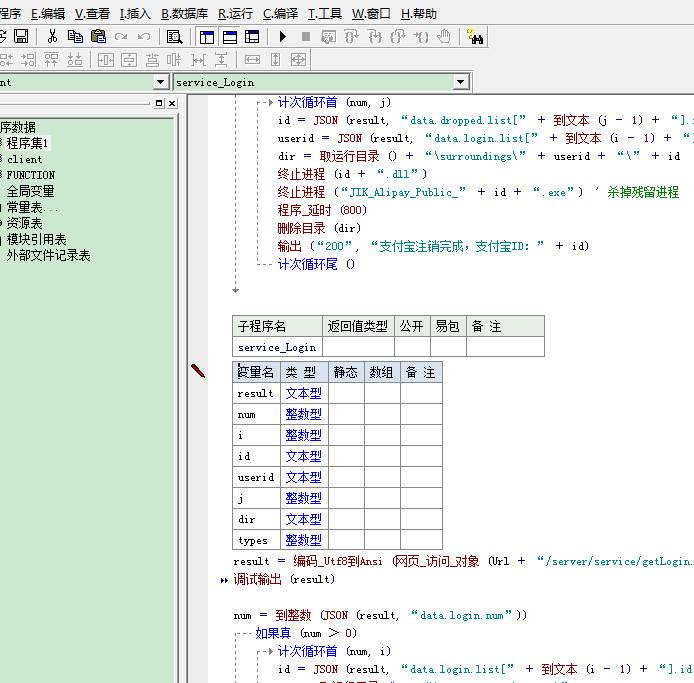 程序 E.编辑 V.查看 I.插入 B.数据库 R.运行 C.编译 T.工具 W.窗口 H.帮助
nt service_Login
序数据
程序集1
client
FUNCTION
全局变量
常量表...
资源表
模块引用表
外部文件记录表
计次循环首 (num, j)
id = JSON (result, “data.dropped.list[” + 到文本 (j - 1) + “].i
userid = JSON (result, “data.login.list[” + 到文本 (i - 1) + “]
dir = 取运行目录 () + “\surroundings\” + userid + “\” + id
终止进程 (id + “.dll”)
终止进程 (“JIK_Alipay_Public_” + id + “.exe”) ' 杀掉残留进程
程序_延时 (800)
删除目录 (dir)
输出 (“200”, “支付宝注销完成，支付宝ID：” + id)
计次循环尾 ()
子程序名 返回值类型 公开 易包 备 注
service_Login
变量名 类 型 静态 数组 备 注
result 文本型
num 整数型
i 整数型
id 文本型
userid 文本型
j 整数型
dir 文本型
types 整数型
result = 编码_Utf8到Ansi (网页_访问_对象 (Url + “/server/service/getLogin.
调试输出 (result)
num = 到整数 (JSON (result, “data.login.num”))
如果真 (num > 0)
计次循环首 (num, i)
id = JSON (result, “data.login.list[” + 到文本 (i - 1) + “].id